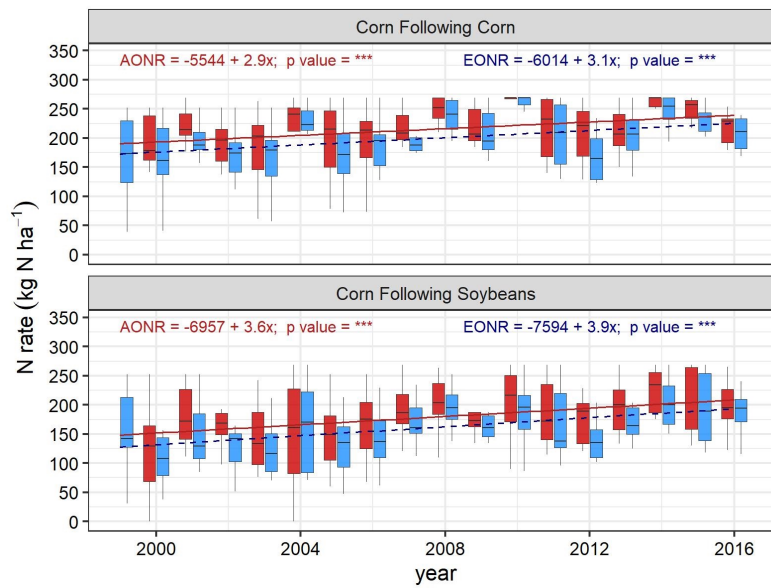 Corn Following Corn
AONR = -5544 + 2.9x; p value = ***
EONR = -6014 + 3.1x; p value = ***
350
300
250
200
150
100
50
0
Corn Following Soybeans
AONR = -6957 + 3.6x; p value = ***
EONR = -7594 + 3.9x; p value = ***
350
300
250
200
150
100
50
0
N rate (kg N ha⁻¹)
2000
2004
2008
2012
2016
year